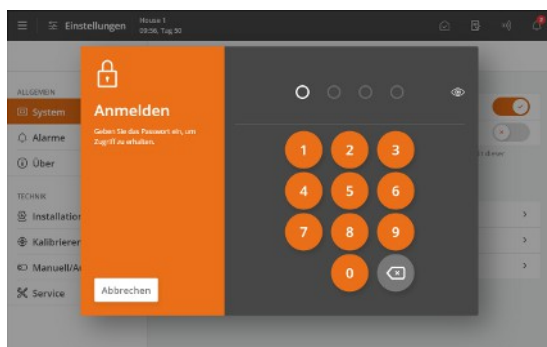 Einstellungen
House 1
09:56, Tag 30
ALLGEMEIN
System
Alarme
Über
TECHNIK
Installation
Kalibrieren
Manuell/A
Service
Anmelden
Geben Sie das Passwort ein, um
Zugriff zu erhalten.
Abbrechen
1 2 3
4 5 6
7 8 9
0
dieser